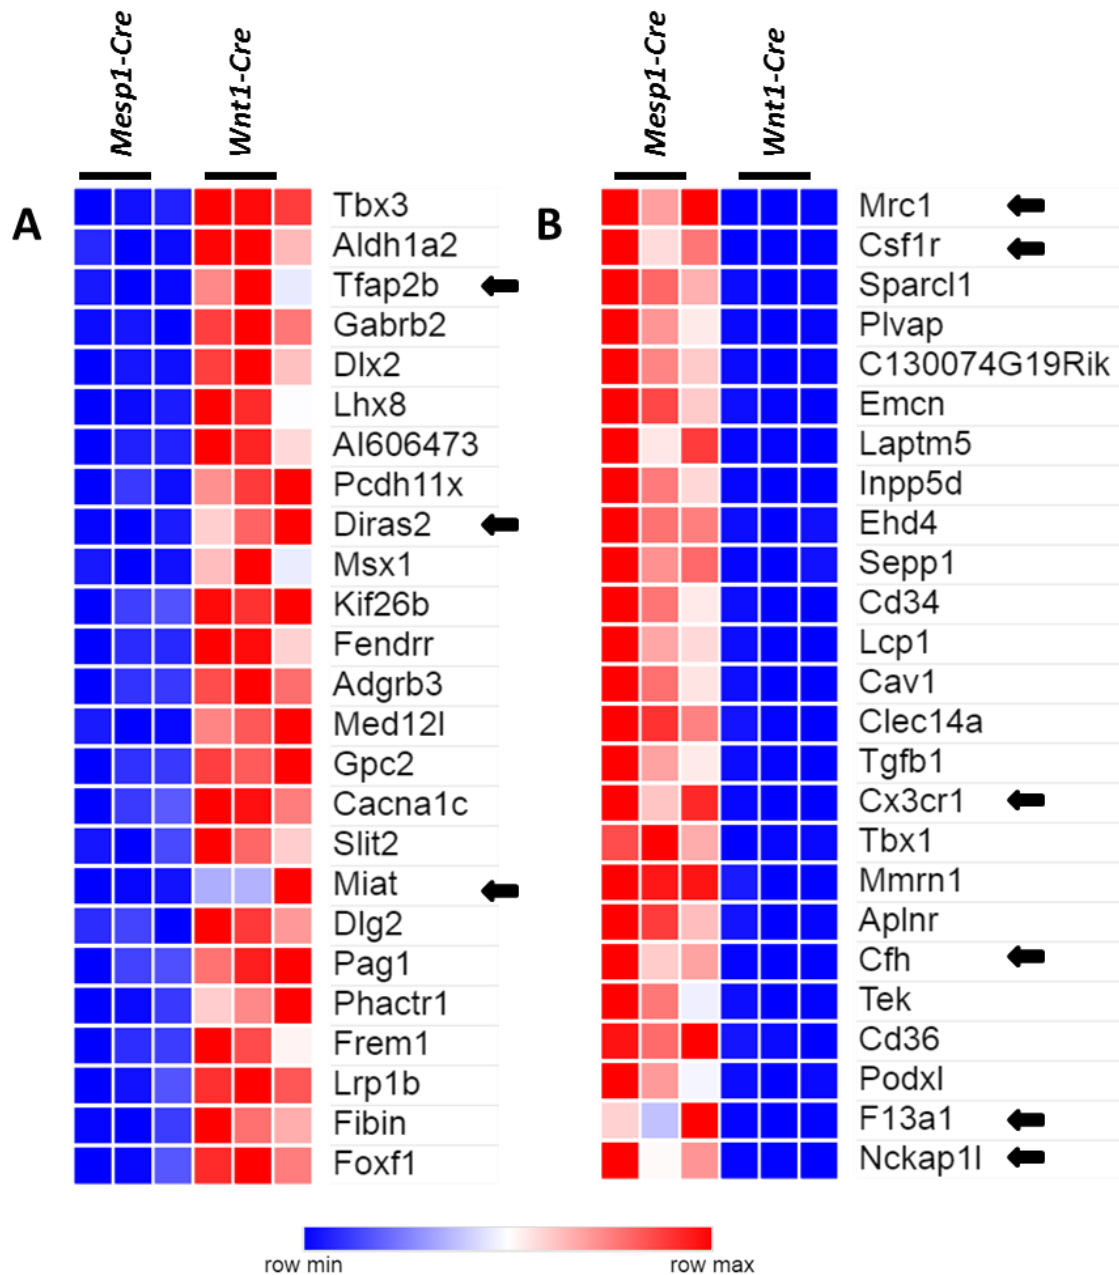 Mesp1-Cre
Wnt1-Cre
A
Tbx3
Aldh1a2
Tfap2b
Gabrb2
Dlx2
Lhx8
AI606473
Pcdh11x
Diras2
Msx1
Kif26b
Fendrr
Adgrb3
Med12l
Gpc2
Cacna1c
Slit2
Miat
Dlg2
Pag1
Phactr1
Frem1
Lrp1b
Fibin
Foxf1
Mesp1-Cre
Wnt1-Cre
B
Mrc1
Csf1r
Sparcl1
Plvap
C130074G19Rik
Emcn
Laptm5
Inpp5d
Ehd4
Sepp1
Cd34
Lcp1
Cav1
Clec14a
Tgfb1
Cx3cr1
Tbx1
Mmrn1
Aplnr
Cfh
Tek
Cd36
Podxl
F13a1
Nckap1l
row min
row max